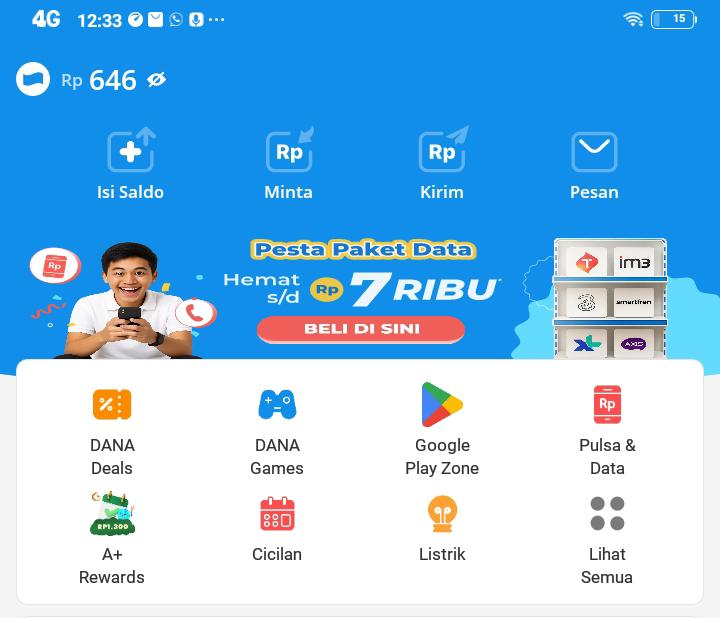 4G 12:33 15
Rp 646
Isi Saldo Minta Kirim Pesan
Rp Rp
Pesta Paket Data
Hemat s/d Rp 7 RIBU*
BELI DI SINI
Rp
T im3
3 smartfren
XL AXIS
DANA Deals
DANA Games
Google Play Zone
Rp
Pulsa & Data
RP1.300
A+ Rewards
Cicilan
Listrik
Lihat Semua